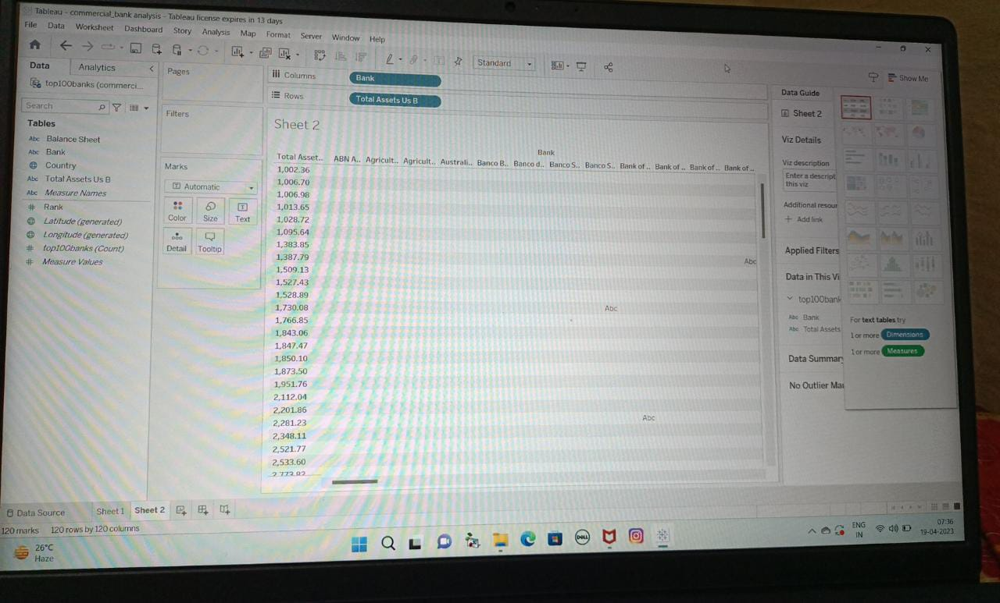 Tableau - commercial_bank analysis - Tableau license expires in 13 days
File Data Worksheet Dashboard Story Analysis Map Format Server Window Help
Standard
Show Me
Data Analytics
top100banks (commerci...
Search
Tables
Abc Balance Sheet
Abc Bank
Country
Abc Total Assets Us B
Abc Measure Names
# Rank
Latitude (generated)
Longitude (generated)
# top100banks (Count)
# Measure Values
Pages
Filters
Marks
Automatic
Color Size Text
Detail Tooltip
Columns Bank
Rows Total Assets Us B
Sheet 2
Bank
Total Asset.. ABN A.. Agricult.. Agricult.. Australi.. Banco B.. Banco d.. Banco S.. Banco S.. Bank of .. Bank of .. Bank of .. Bank of ..
1,002.36
1,006.70
1,006.98
1,013.65
1,028.72
1,095.64
1,383.85
1,387.79 Abc
1,509.13
1,527.43
1,528.89
1,730.08 Abc
1,766.85
1,843.06
1,847.47
1,850.10
1,873.50
1,951.76
2,112.04
2,201.86
2,281.23 Abc
2,348.11
2,521.77
2,533.60
Data Guide
Sheet 2
Viz Details
Viz description
Enter a descript
this viz
Additional resour
+ Add link
Applied Filters
Data in This Vi
top100bank
Abc Bank
Abc Total Assets
Data Summary
No Outlier Mar
For text tables try
1 or more Dimensions
1 or more Measures
Data Source Sheet 1 Sheet 2
120 marks 120 rows by 120 columns
26°C
Haze
DELL
ENG
IN
07:36
19-04-2023